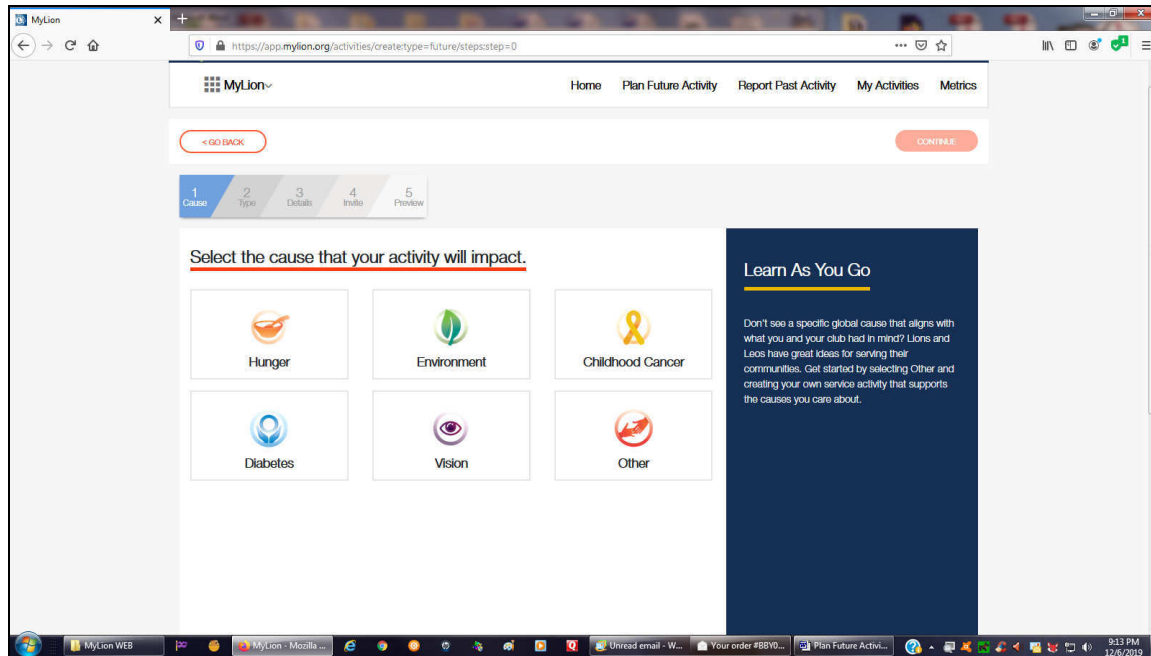 MyLion
https://app.mylion.org/activities/create:type=future/steps:step=0
1
MyLion
Home Plan Future Activity Report Past Activity My Activities Metrics
< GO BACK
CONTINUE
1 2 3 4 5
Cause Type Details Invite Preview
Select the cause that your activity will impact.
Hunger Environment Childhood Cancer
Diabetes Vision Other
Learn As You Go
Don't see a specific global cause that aligns with
what you and your club had in mind? Lions and
Leos have great ideas for serving their
communities. Get started by selecting Other and
creating your own service activity that supports
the causes you care about.
MyLion WEB
MyLion - Mozilla ...
Unread email - W...
Your order #BBY0...
Plan Future Activi...
9:13 PM
12/6/2019